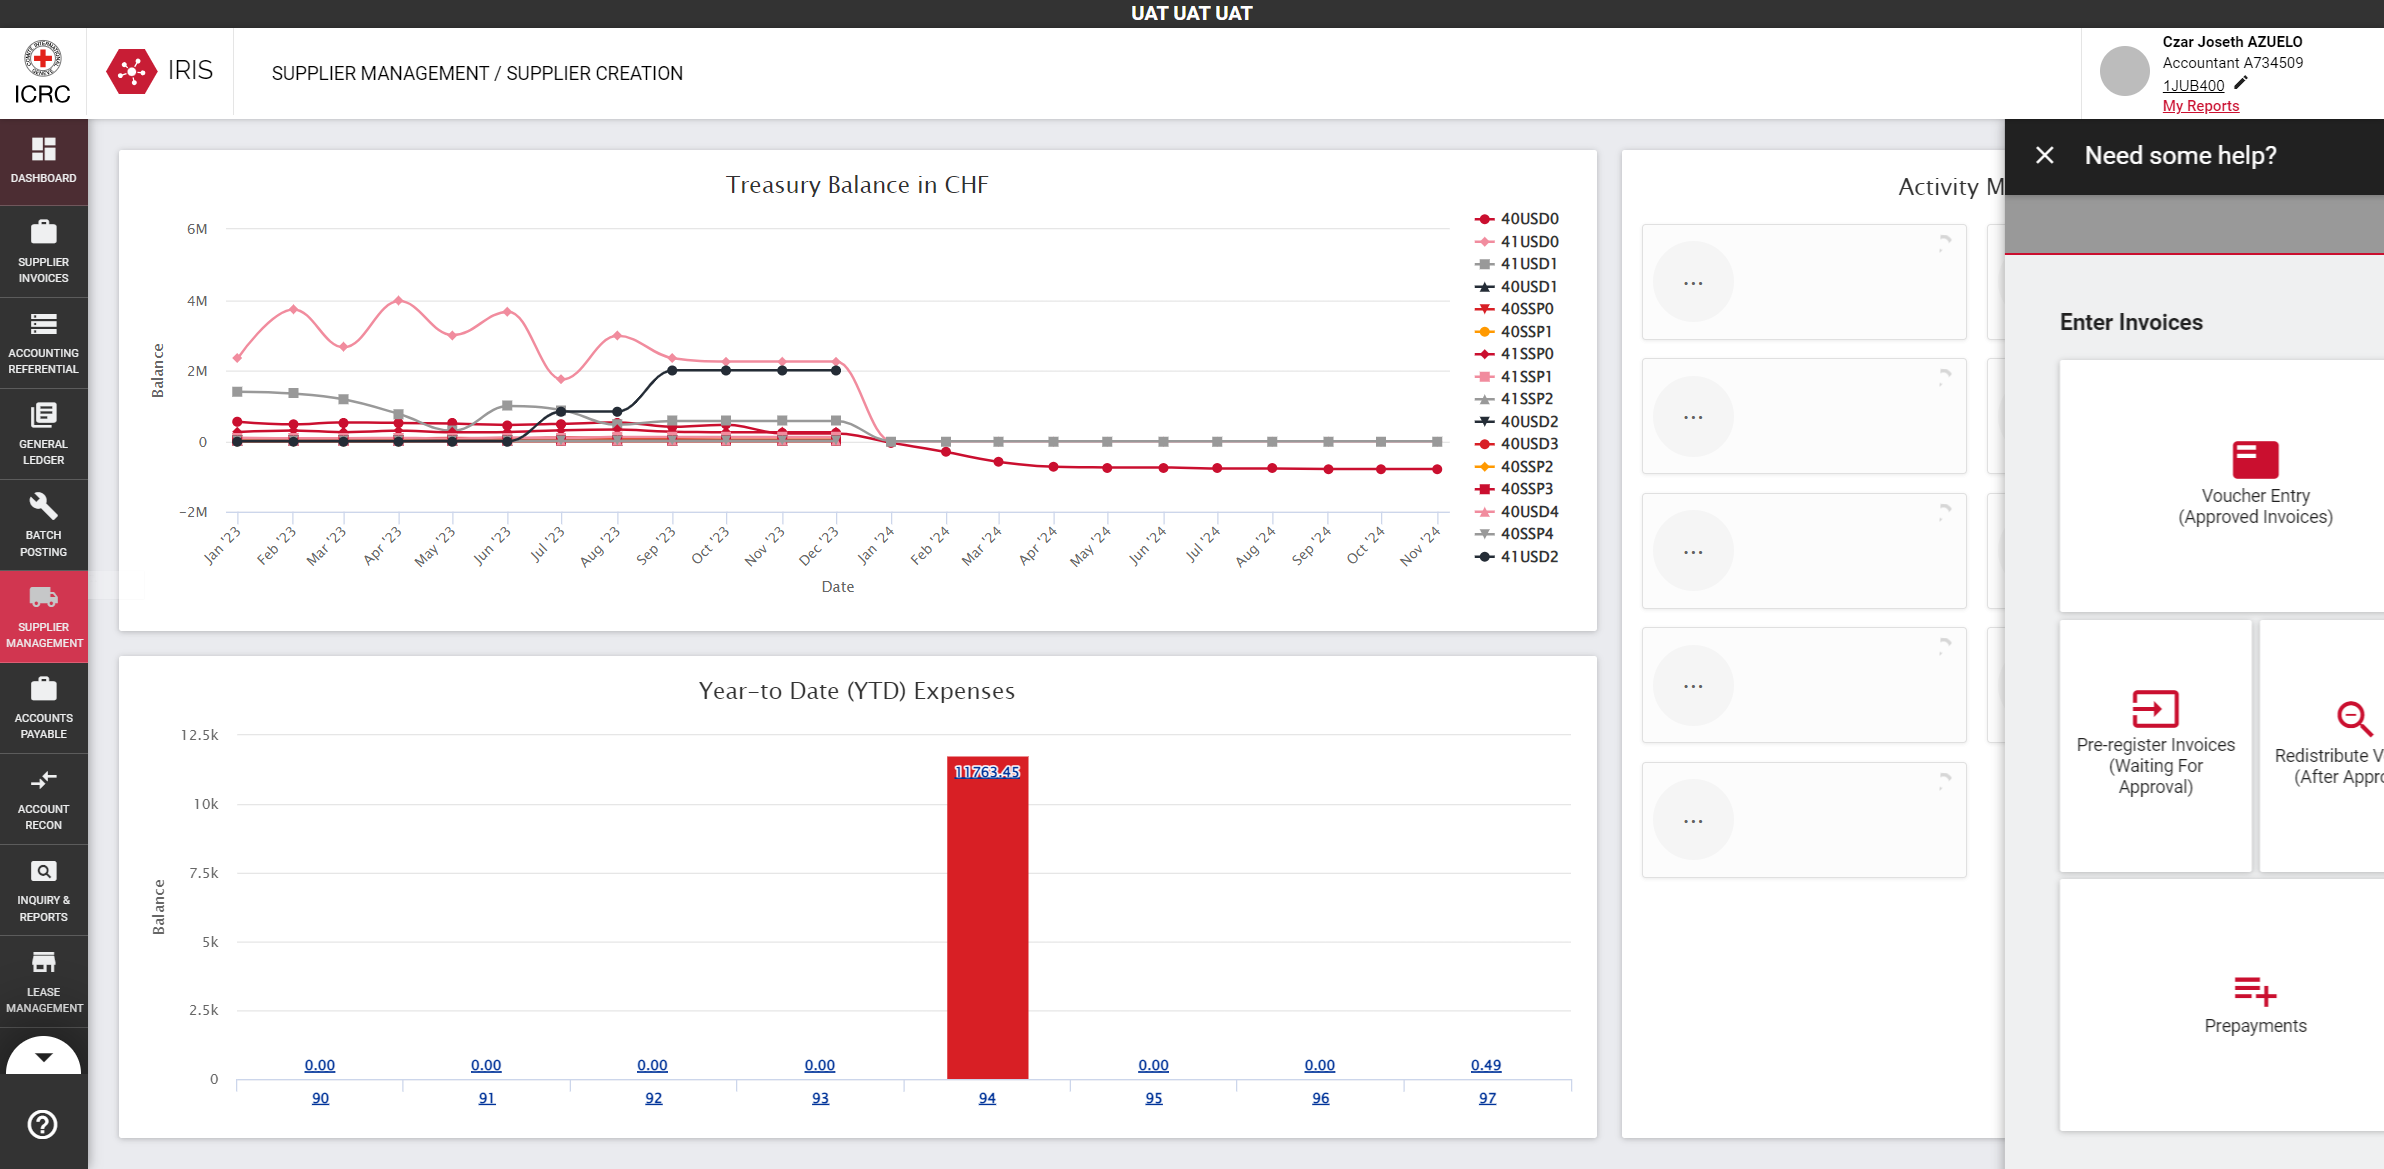 UAT UAT UAT
ICRC
IRIS
SUPPLIER MANAGEMENT / SUPPLIER CREATION
Czar Joseth AZUELO
Accountant A734509
1JUB400
My Reports
DASHBOARD
SUPPLIER
INVOICES
ACCOUNTING
REFERENTIAL
GENERAL
LEDGER
BATCH
POSTING
SUPPLIER
MANAGEMENT
ACCOUNTS
PAYABLE
ACCOUNT
RECON
INQUIRY &
REPORTS
LEASE
MANAGEMENT
Treasury Balance in CHF
6M
4M
2M
0
-2M
Balance
Jan '23
Feb '23
Mar '23
Apr '23
May '23
Jun '23
Jul '23
Aug '23
Sep '23
Oct '23
Nov '23
Dec '23
Jan '24
Feb '24
Mar '24
Apr '24
May '24
Jun '24
Jul '24
Aug '24
Sep '24
Oct '24
Nov '24
Date
40USD0
41USD0
41USD1
40USD1
40SSP0
40SSP1
41SSP0
41SSP1
41SSP2
40USD2
40USD3
40SSP2
40SSP3
40USD4
40SSP4
41USD2
Year-to Date (YTD) Expenses
12.5k
10k
7.5k
5k
2.5k
0
Balance
0.00
0.00
0.00
0.00
11763.45
0.00
0.00
0.49
90
91
92
93
94
95
96
97
Activity M
...
...
...
...
...
Need some help?
Enter Invoices
Voucher Entry
(Approved Invoices)
Pre-register Invoices
(Waiting For
Approval)
Redistribute V
(After Appro
Prepayments